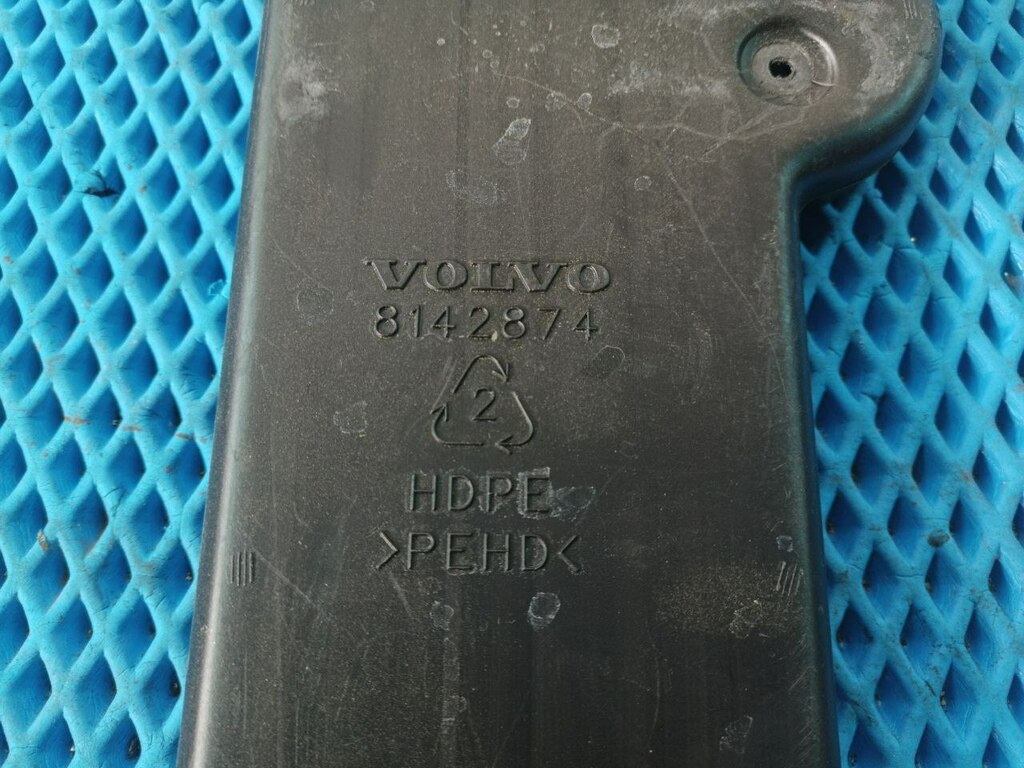 VOLVO
8142874
2
HDPE
>PEHD<